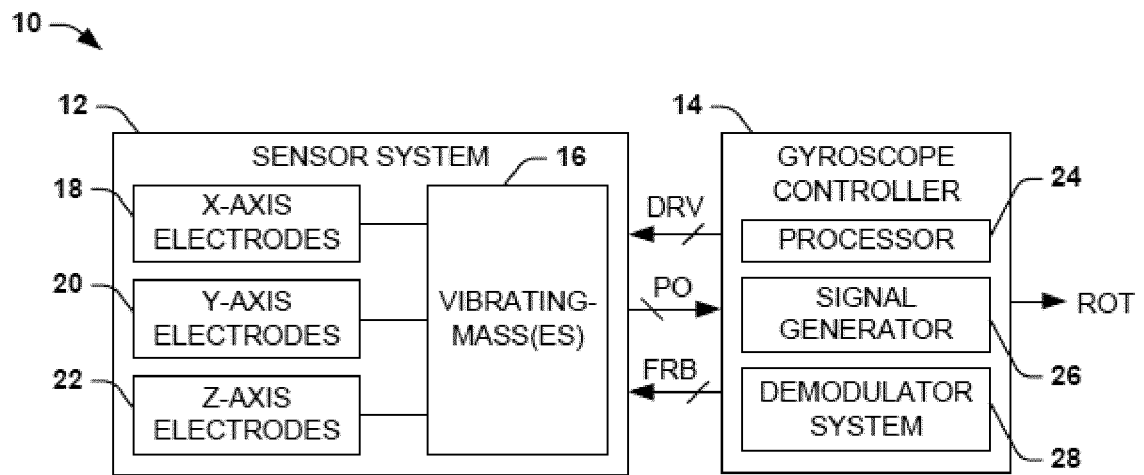 10
12
14
SENSOR SYSTEM
16
GYROSCOPE
CONTROLLER
24
18
X-AXIS
ELECTRODES
DRV
PROCESSOR
20
Y-AXIS
ELECTRODES
VIBRATING-
MASS(ES)
PO
SIGNAL
GENERATOR
ROT
26
22
Z-AXIS
ELECTRODES
FRB
DEMODULATOR
SYSTEM
28